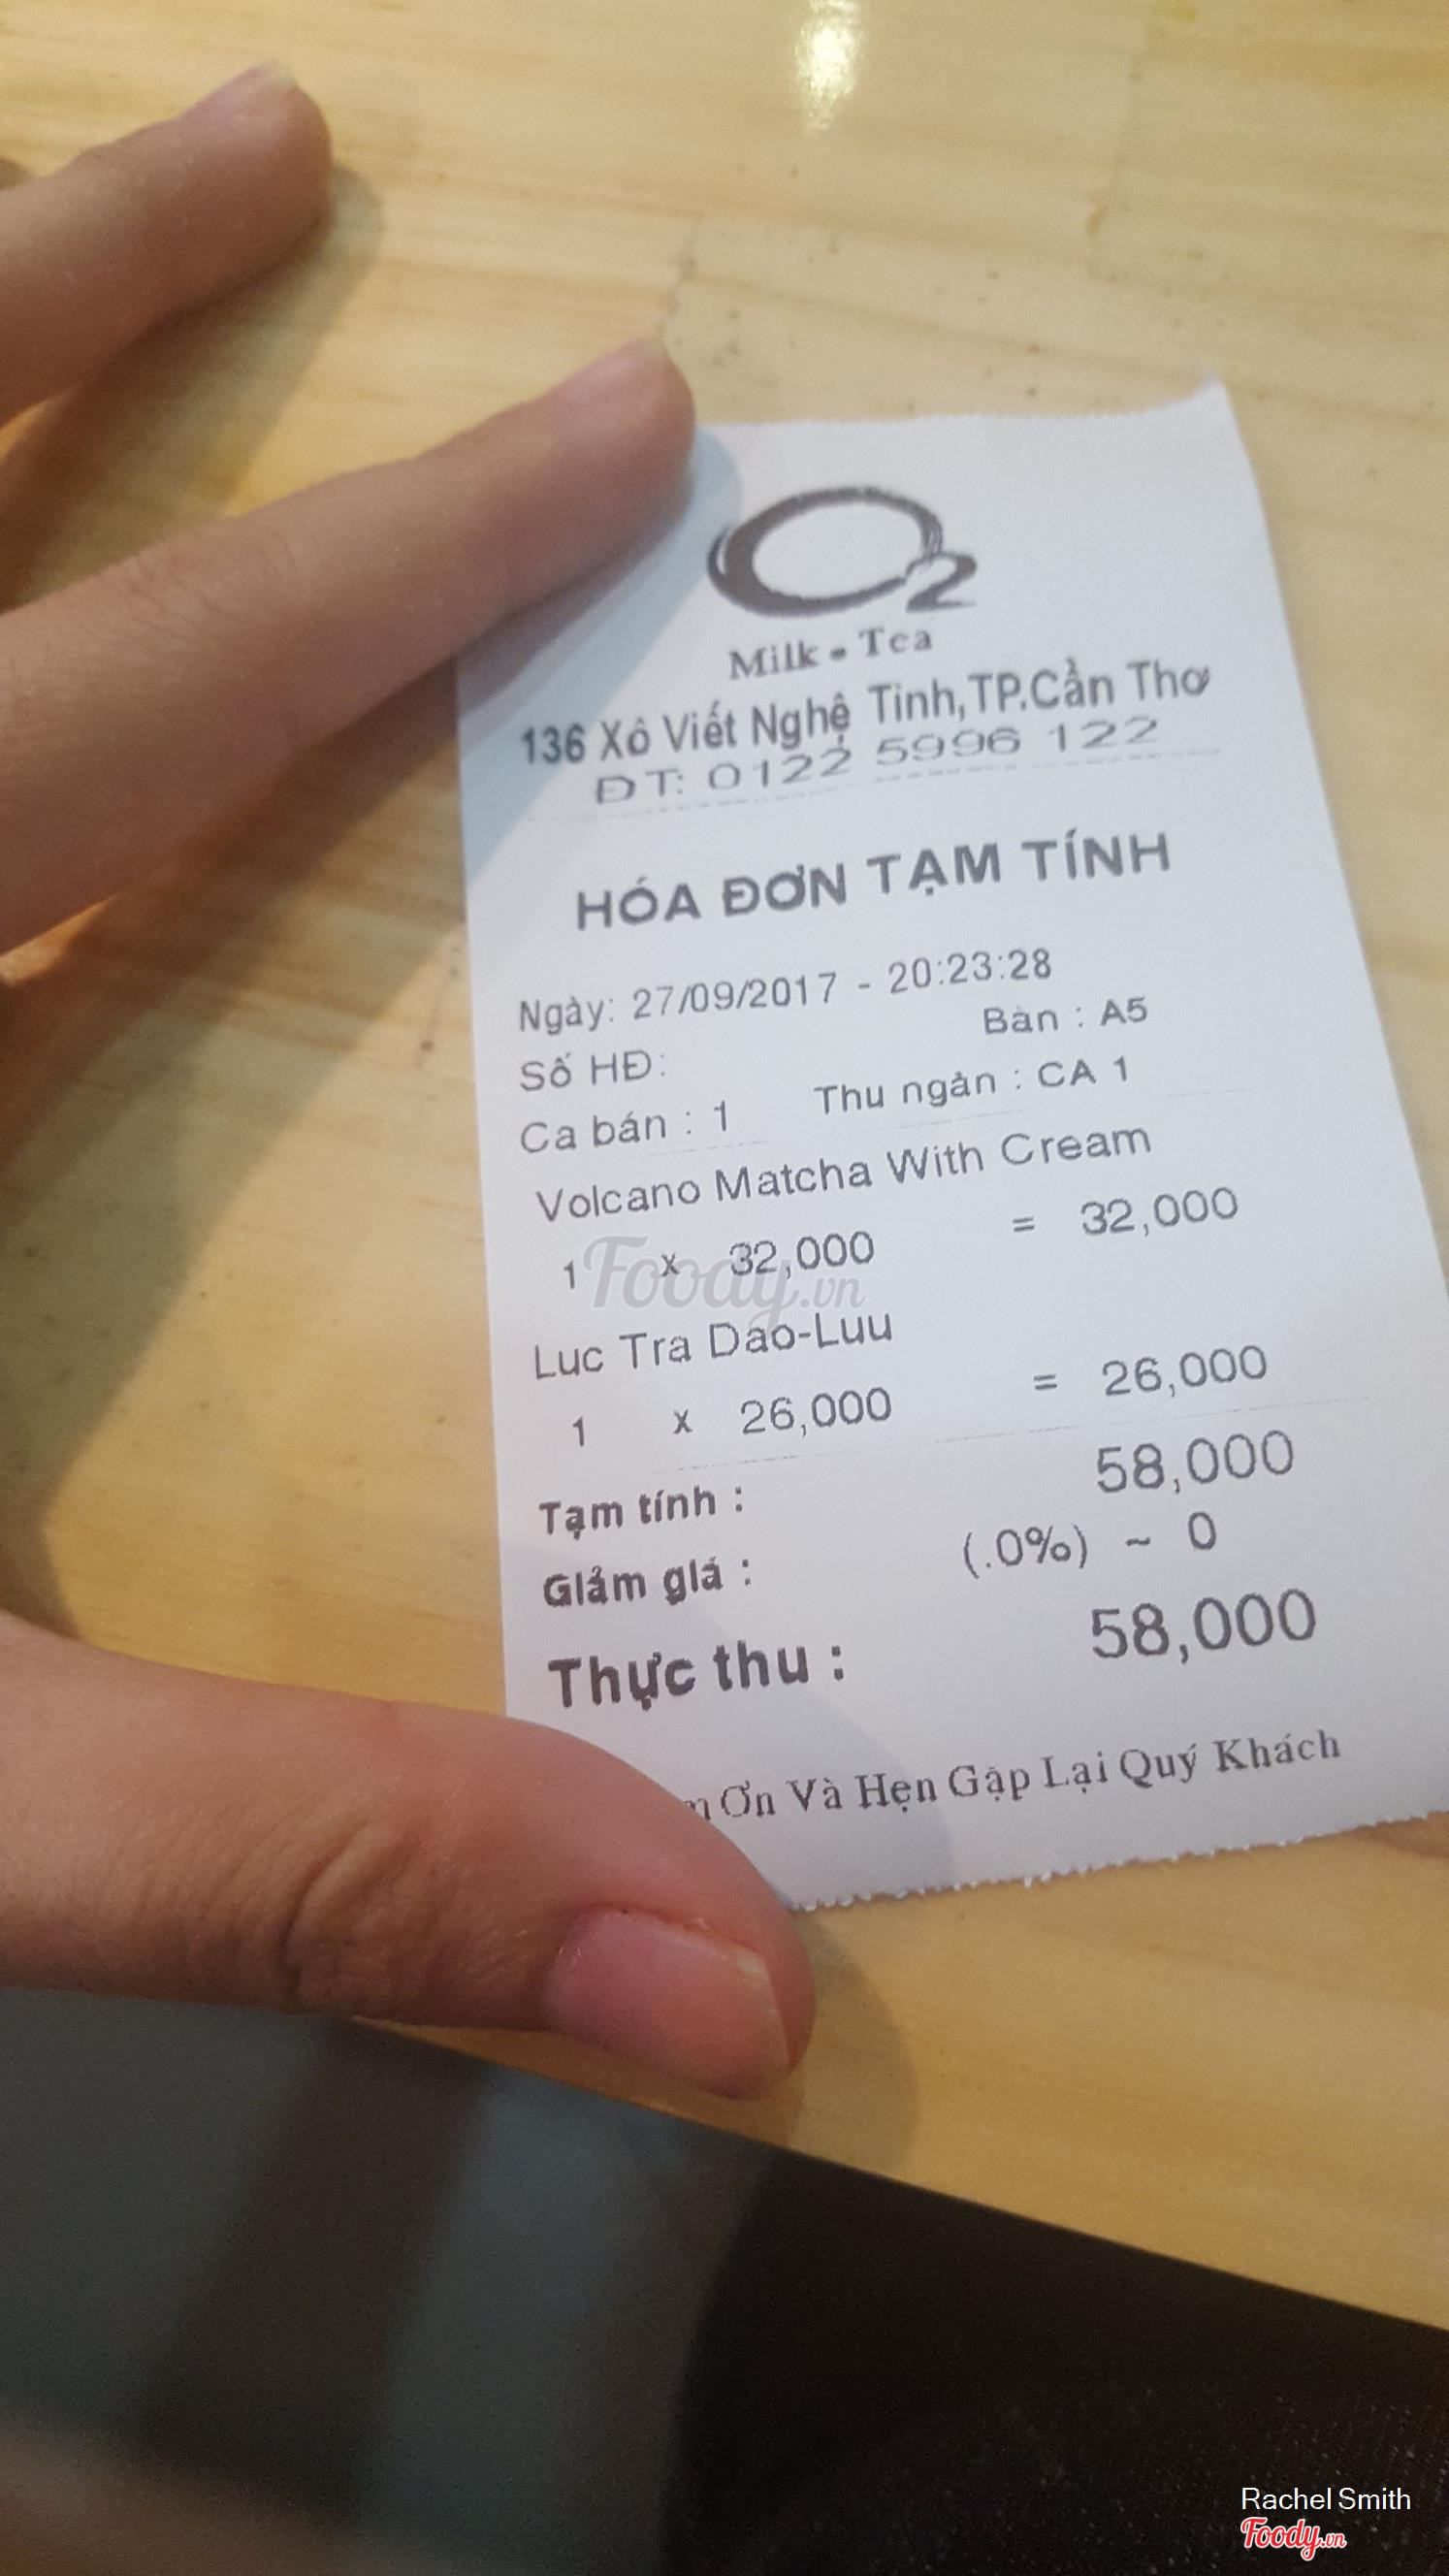 O2
Milk • Tea
136 Xô Viết Nghệ Tinh,TP.Cần Thơ
ĐT: 0122 5996 122
HÓA ĐƠN TẠM TÍNH
Ngày: 27/09/2017 - 20:23:28
Số HĐ: Bàn : A5
Ca bán : 1 Thu ngân : CA 1
Volcano Matcha With Cream
1 x 32,000 = 32,000
Foody.vn
Luc Tra Dao-Luu
1 x 26,000 = 26,000
Tạm tính : 58,000
Giảm giá : (.0%) ~ 0
Thực thu : 58,000
Ơn Và Hẹn Gặp Lại Quý Khách
Rachel Smith
Foody.vn